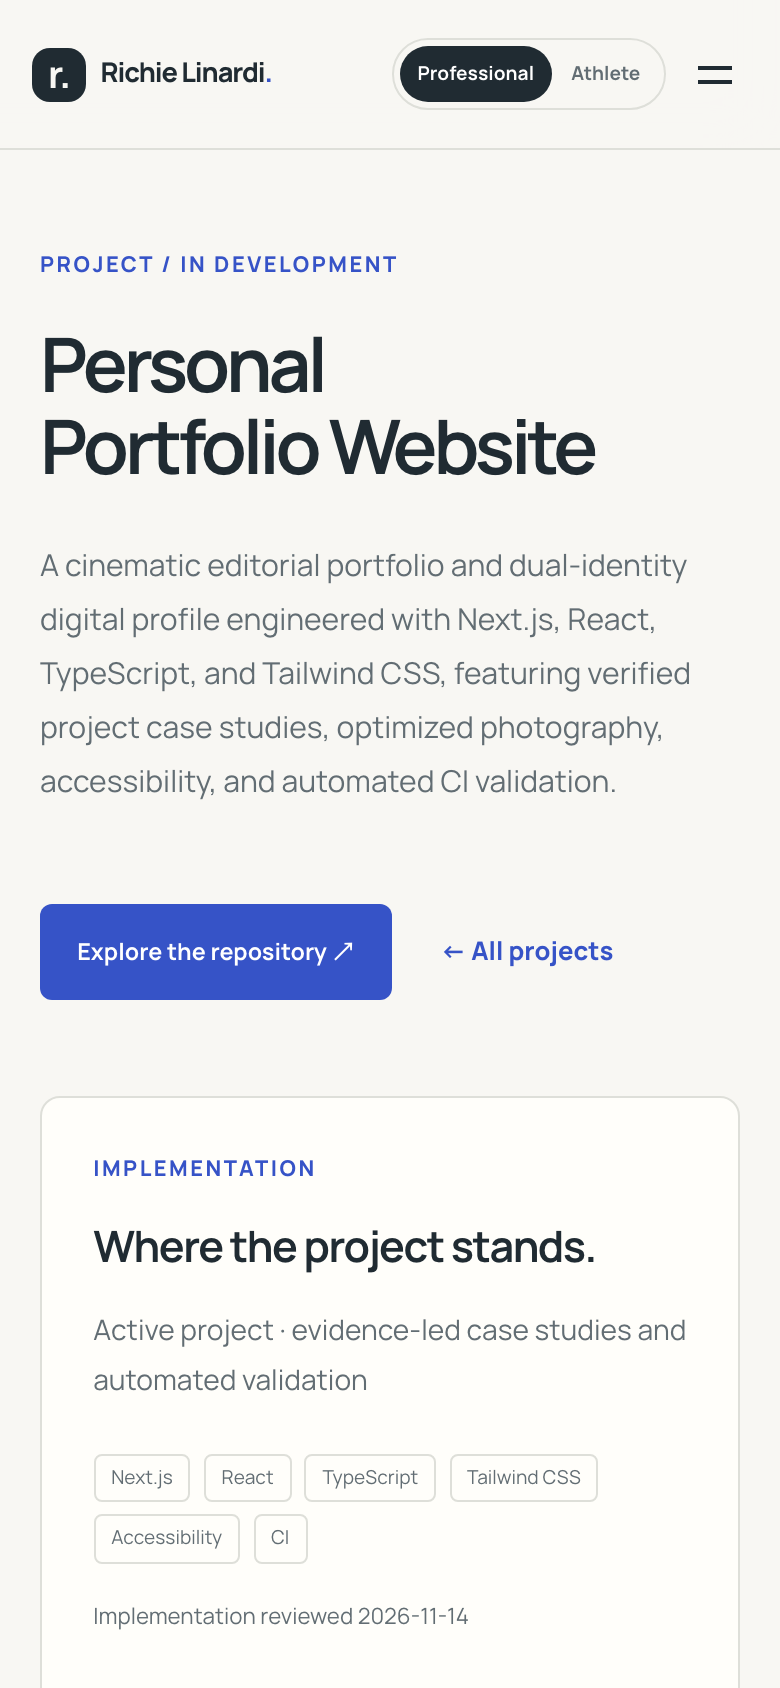 r. Richie Linardi. Professional Athlete
PROJECT / IN DEVELOPMENT
Personal
Portfolio Website
A cinematic editorial portfolio and dual-identity
digital profile engineered with Next.js, React,
TypeScript, and Tailwind CSS, featuring verified
project case studies, optimized photography,
accessibility, and automated CI validation.
Explore the repository ↗ ← All projects
IMPLEMENTATION
Where the project stands.
Active project · evidence-led case studies and
automated validation
Next.js React TypeScript Tailwind CSS
Accessibility CI
Implementation reviewed 2026-11-14